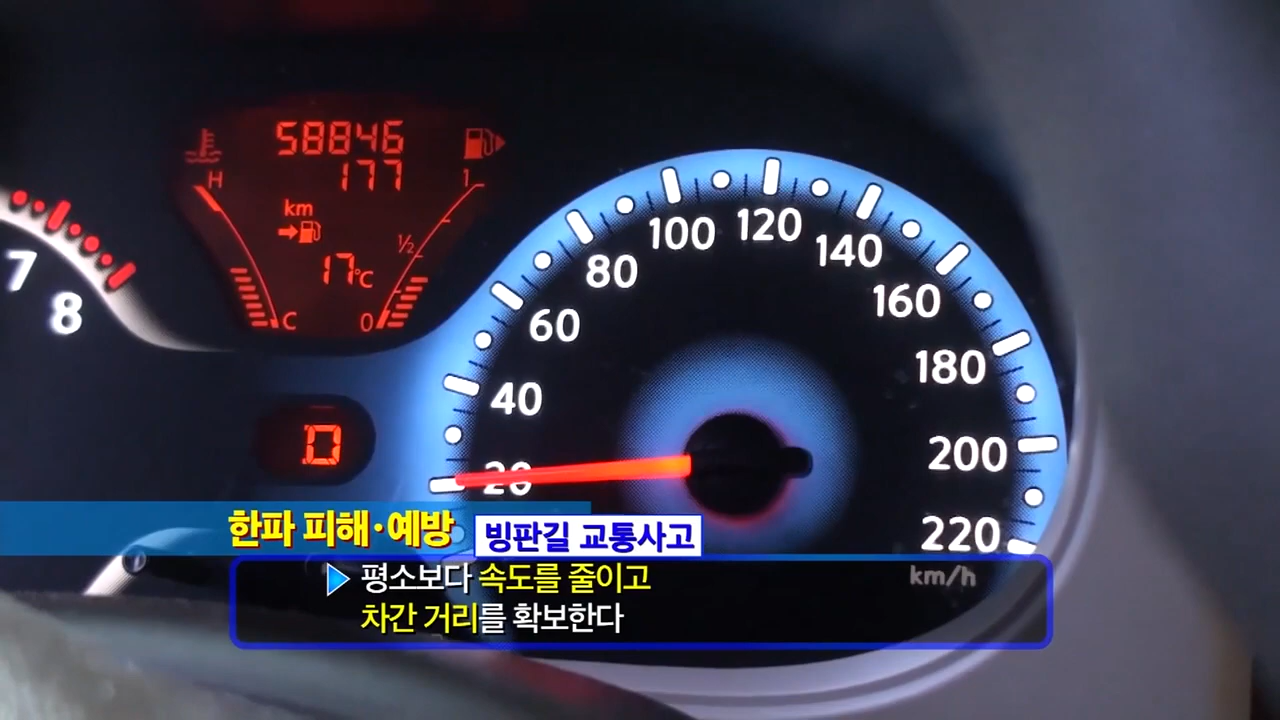 58846
177
H
1
km
1/2
17°C
C
0
7
8
D
20
40
60
80
100
120
140
160
180
200
220
km/h
한파 피해·예방
빙판길 교통사고
▶ 평소보다 속도를 줄이고
차간 거리를 확보한다